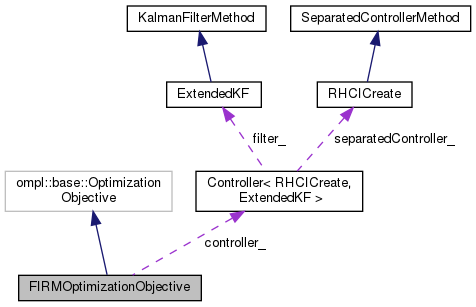 KalmanFilterMethod
SeparatedControllerMethod
ExtendedKF
RHCICreate
filter_
separatedController_
ompl::base::Optimization
Objective
Controller< RHCICreate,
ExtendedKF >
controller_
FIRMOptimizationObjective